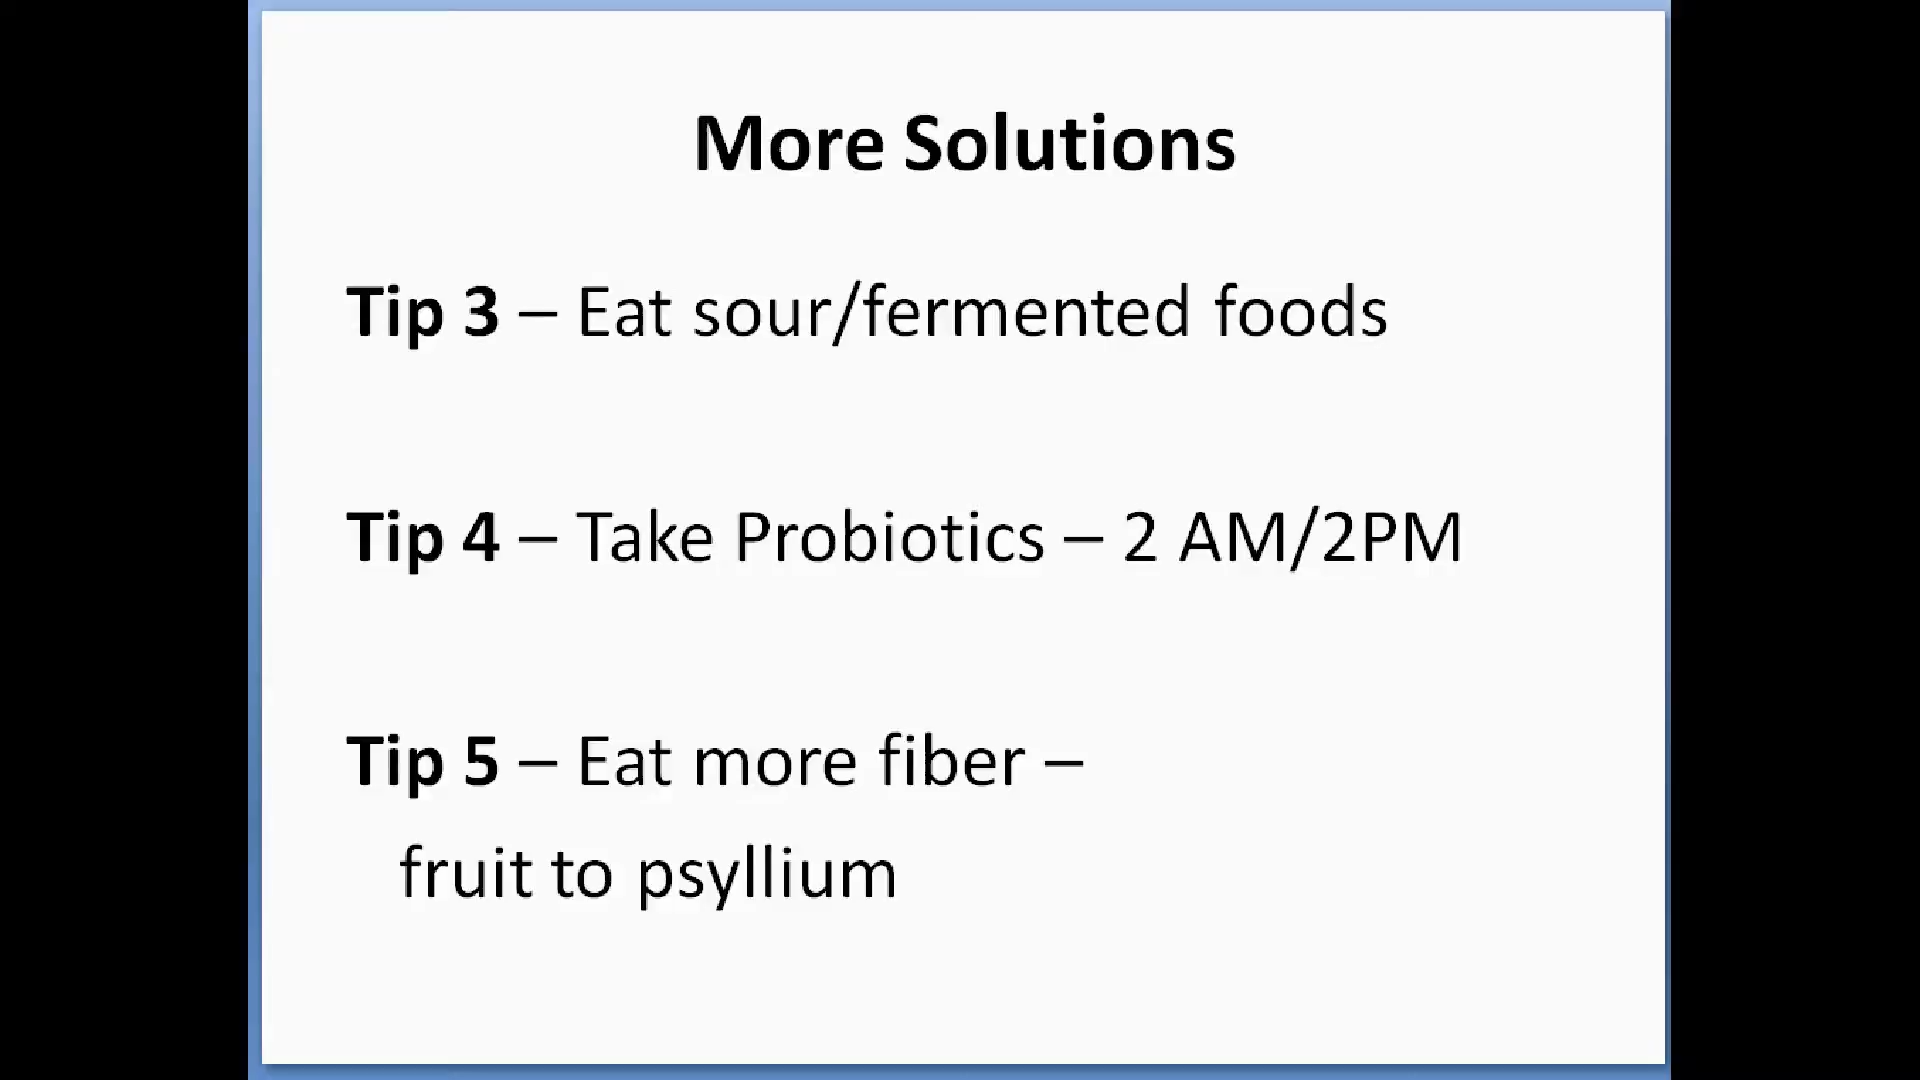 More Solutions
Tip 3 – Eat sour/fermented foods
Tip 4 – Take Probiotics – 2 AM/2PM
Tip 5 – Eat more fiber –
fruit to psyllium